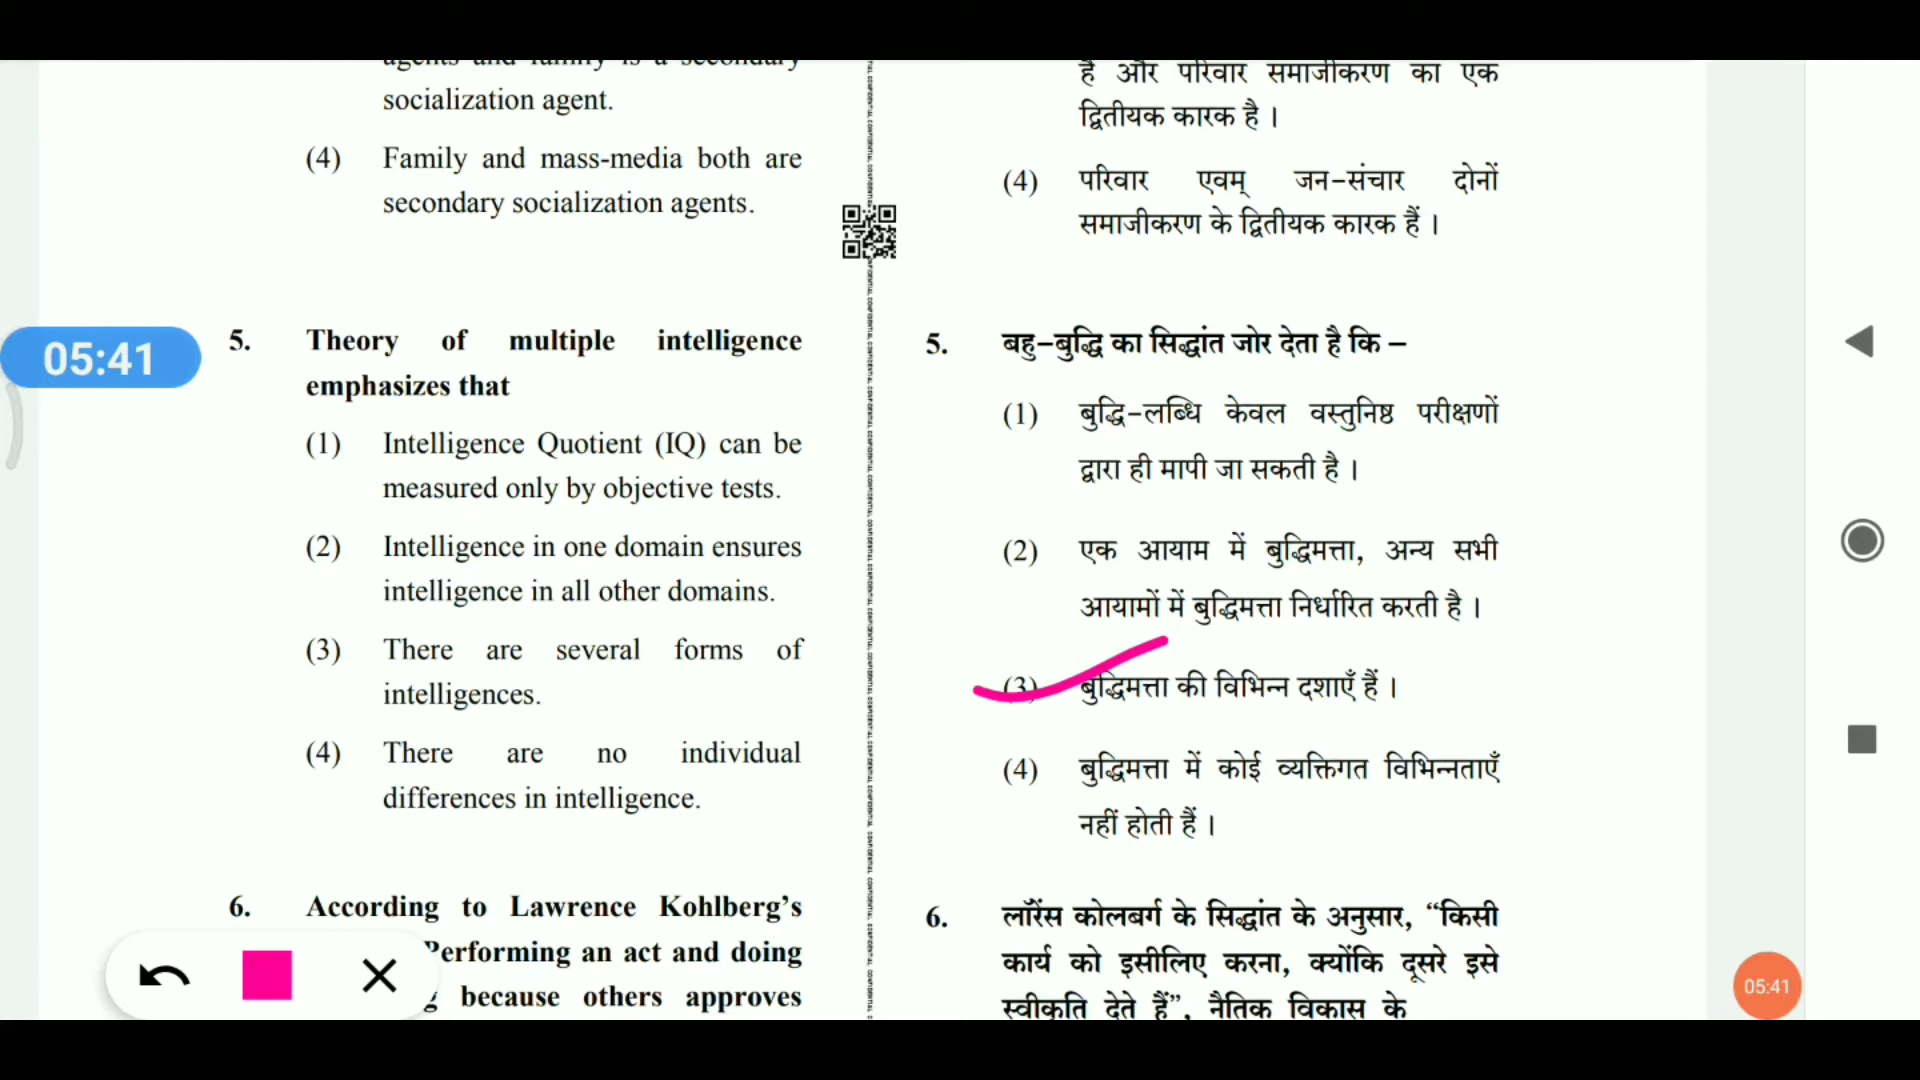 agents and family is a secondary
socialization agent.
(4) Family and mass-media both are
secondary socialization agents.
05:41
5. Theory of multiple intelligence
emphasizes that
(1) Intelligence Quotient (IQ) can be
measured only by objective tests.
(2) Intelligence in one domain ensures
intelligence in all other domains.
(3) There are several forms of
intelligences.
(4) There are no individual
differences in intelligence.
6. According to Lawrence Kohlberg’s
Performing an act and doing
because others approves
है और परिवार समाजीकरण का एक
द्वितीयक कारक है ।
(4) परिवार एवम् जन-संचार दोनों
समाजीकरण के द्वितीयक कारक हैं ।
5. बहु-बुद्धि का सिद्धांत जोर देता है कि –
(1) बुद्धि-लब्धि केवल वस्तुनिष्ठ परीक्षणों
द्वारा ही मापी जा सकती है ।
(2) एक आयाम में बुद्धिमत्ता, अन्य सभी
आयामों में बुद्धिमत्ता निर्धारित करती है ।
(3) बुद्धिमत्ता की विभिन्न दशाएँ हैं ।
(4) बुद्धिमत्ता में कोई व्यक्तिगत विभिन्नताएँ
नहीं होती हैं ।
6. लॉरेंस कोलबर्ग के सिद्धांत के अनुसार, “किसी
कार्य को इसीलिए करना, क्योंकि दूसरे इसे
स्वीकृति देते हैं”, नैतिक विकास के
05:41